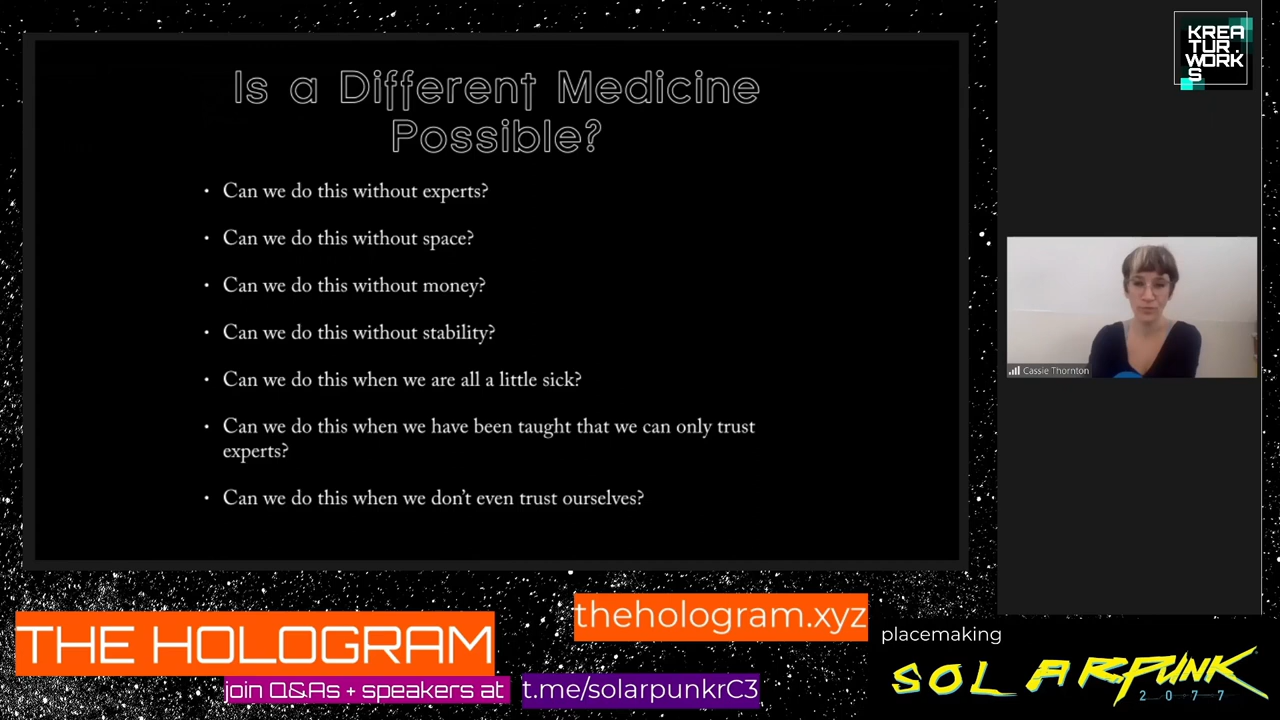 Is a Different Medicine
Possible?
• Can we do this without experts?
• Can we do this without space?
• Can we do this without money?
• Can we do this without stability?
• Can we do this when we are all a little sick?
• Can we do this when we have been taught that we can only trust
experts?
• Can we do this when we don’t even trust ourselves?
KREA
TUR.
WORK
S
Cassie Thornton
THE HOLOGRAM
join Q&As + speakers at
t.me/solarpunkrC3
thehologram.xyz
placemaking
SOLARPUNK
2077